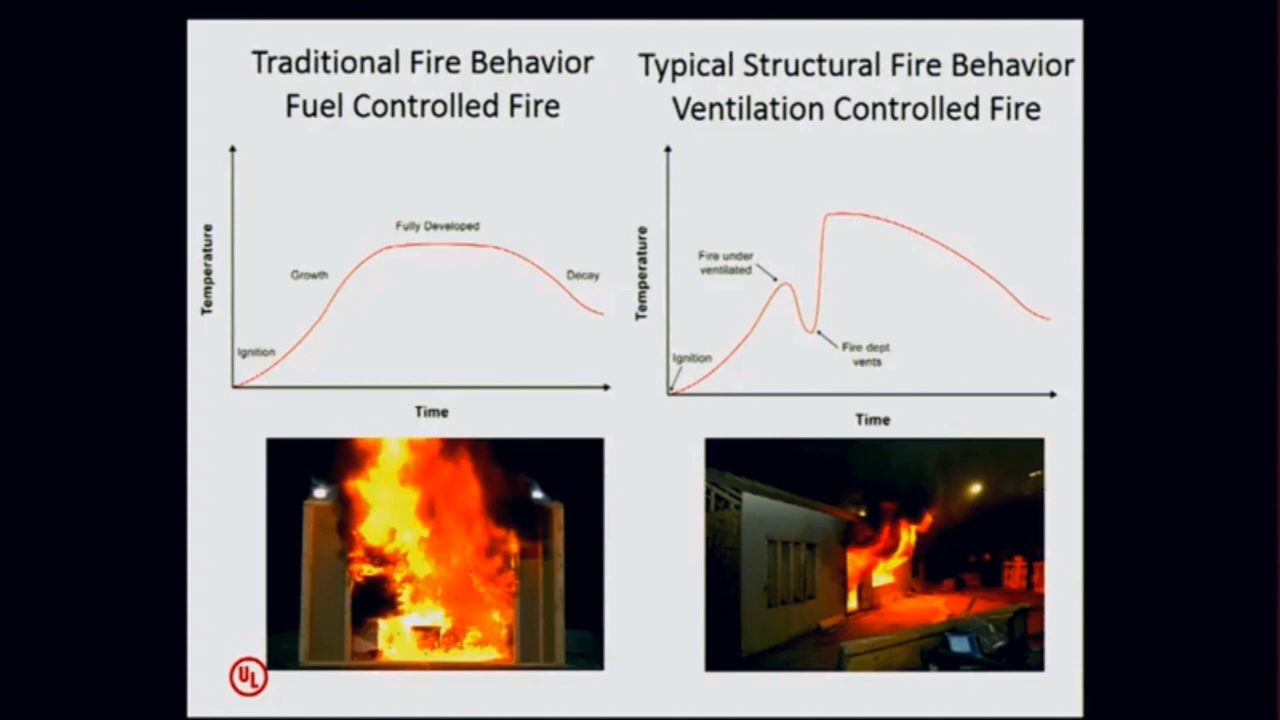 Traditional Fire Behavior
Fuel Controlled Fire
Typical Structural Fire Behavior
Ventilation Controlled Fire
Temperature
Ignition
Growth
Fully Developed
Decay
Time
Temperature
Ignition
Fire under
ventilated
Fire dept.
vents
Time
UL